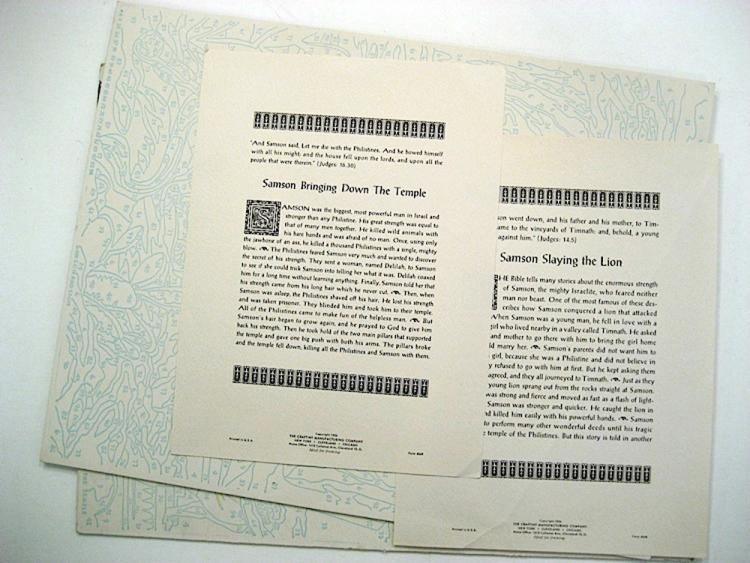 "And Samson said, Let me die with the Philistines. And he bowed himself
with all his might; and the house fell upon the lords, and upon all the
people that were therein." (Judges: 16.30)
Samson Bringing Down The Temple
SAMSON was the biggest, most powerful man in Israel and
stronger than any Philistine. His great strength was equal to
that of many men together. He killed wild animals with
his bare hands and was afraid of no man. Once, using only
the jawbone of an ass, he killed a thousand Philistines with a single, mighty
blow. The Philistines feared Samson very much and wanted to discover
the secret of his strength. They sent a woman, named Delilah, to Samson
to see if she could trick Samson into telling her what it was. Delilah coaxed
him for a long time without learning anything. Finally, Samson told her that
his strength came from his long hair which he never cut. Then, when
Samson was asleep, the Philistines shaved off his hair. He lost his strength
and was taken prisoner. They blinded him and took him to their temple.
All of the Philistines came to make fun of the helpless man. But
Samson's hair began to grow again, and he prayed to God to give him
back his strength. Then he took hold of the two main pillars that supported
the temple and gave one big push with both his arms. The pillars broke
and the temple fell down, killing all the Philistines and Samson with them.
Printed in U.S.A.
THE CRAFTINT MANUFACTURING COMPANY
NEW YORK CLEVELAND CHICAGO
son went down, and his father and his mother, to Tim-
ame to the vineyards of Timnath: and, behold, a young
against him." (Judges: 14.5)
Samson Slaying the Lion
HE Bible tells many stories about the enormous strength
of Samson, the mighty Israelite, who feared neither
man nor beast. One of the most famous of these des-
cribes how Samson conquered a lion that attacked
When Samson was a young man, he fell in love with a
girl who lived nearby in a valley called Timnath. He asked
and mother to go there with him to bring the girl home
ld marry her. Samson's parents did not want him to
girl, because she was a Philistine and did not believe in
y refused to go with him at first. But he kept asking them
agreed, and they all journeyed to Timnath. Just as they
young lion sprang out from the rocks straight at Samson.
was strong and fierce and moved as fast as a flash of light-
Samson was stronger and quicker. He caught the lion in
d killed him easily with his powerful hands. Samson
to perform many other wonderful deeds until his tragic
temple of the Philistines. But this story is told in another
Printed in U.S.A.
THE CRAFTINT MANUFACTURING COMPANY
NEW YORK CLEVELAND CHICAGO